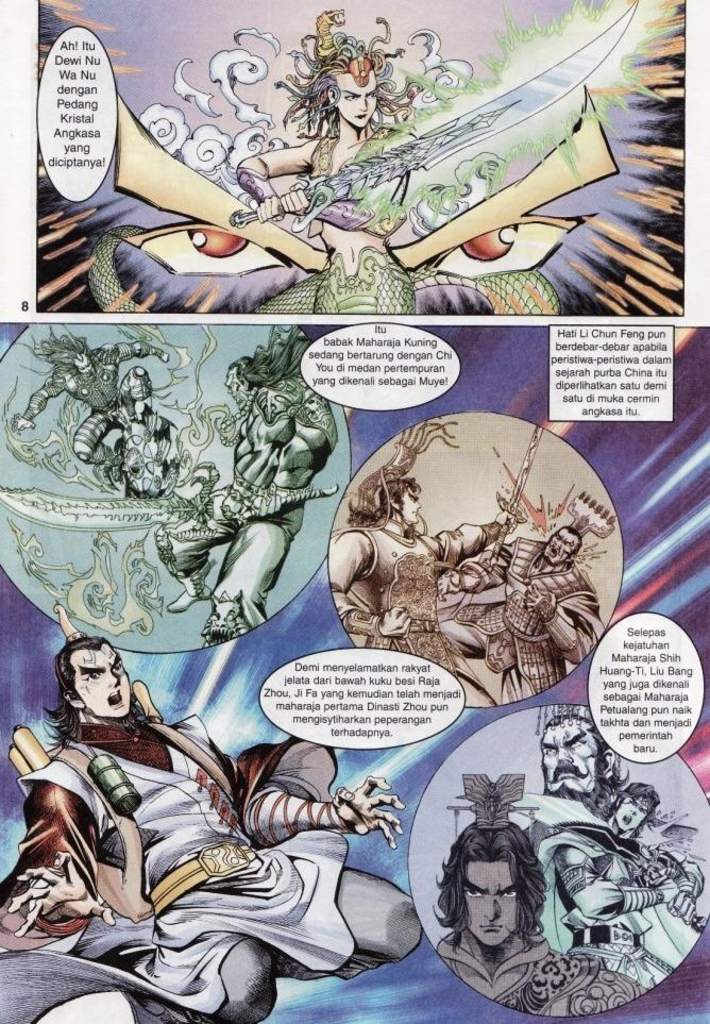 Ah! Itu
Dewi Nu
Wa Nu
dengan
Pedang
Kristal
Angkasa
yang
diciptanya!
8
Itu
babak Maharaja Kuning
sedang bertarung dengan Chi
You di medan pertempuran
yang dikenali sebagai Muye!
Hati Li Chun Feng pun
berdebar-debar apabila
peristiwa-peristiwa dalam
sejarah purba China itu
diperlihatkan satu demi
satu di muka cermin
angkasa itu.
Demi menyelamatkan rakyat
jelata dari bawah kuku besi Raja
Zhou, Ji Fa yang kemudian telah menjadi
maharaja pertama Dinasti Zhou pun
mengisytiharkan peperangan
terhadapnya.
Selepas
kejatuhan
Maharaja Shih
Huang-Ti, Liu Bang
yang juga dikenali
sebagai Maharaja
Petualang pun naik
takhta dan menjadi
pemerintah
baru.